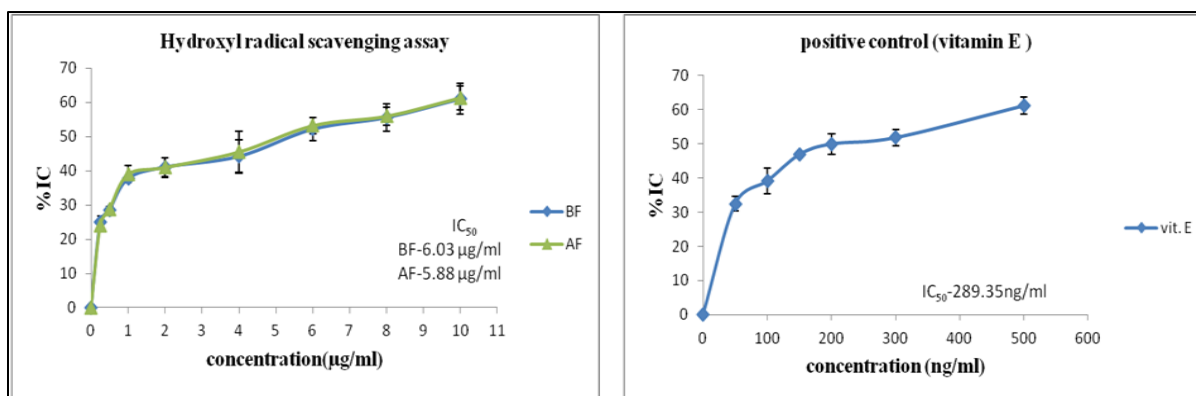 Hydroxyl radical scavenging assay
70
60
50
40
30
20
10
0
%IC
0 1 2 3 4 5 6 7 8 9 10 11
concentration(µg/ml)
IC50
BF-6.03 µg/ml
AF-5.88 µg/ml
BF
AF
positive control (vitamin E )
70
60
50
40
30
20
10
0
%IC
0 100 200 300 400 500 600
concentration (ng/ml)
IC50-289.35ng/ml
vit. E